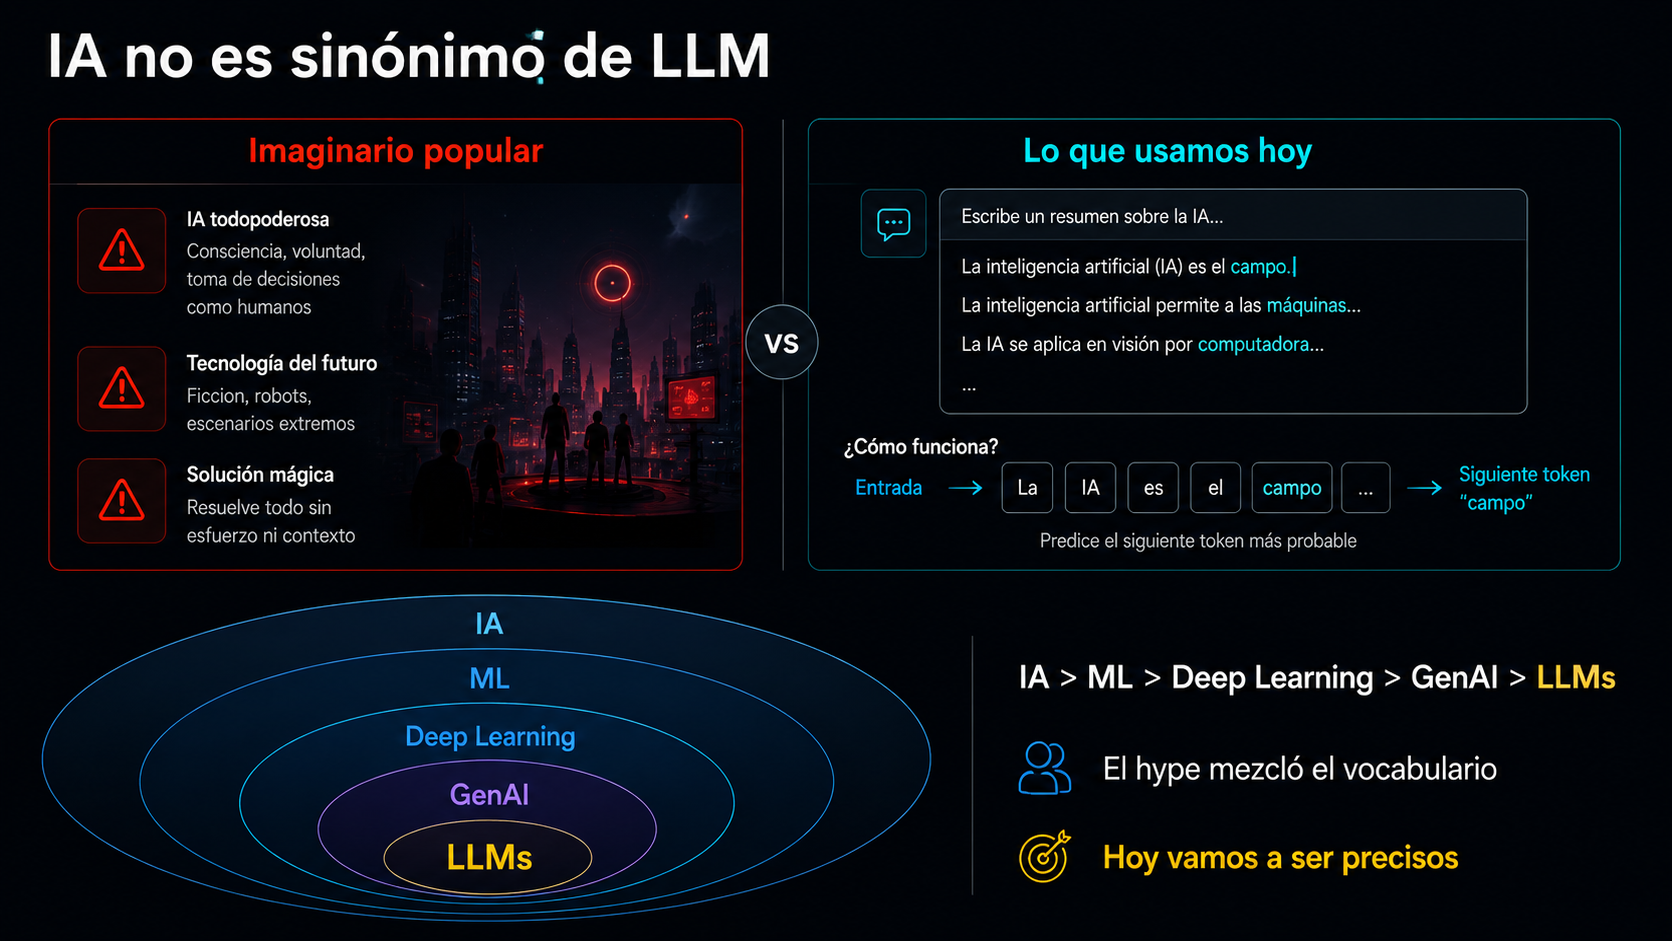 IA no es sinónimo de LLM
Imaginario popular
IA todopoderosa
Consciencia, voluntad,
toma de decisiones
como humanos
Tecnología del futuro
Ficcion, robots,
escenarios extremos
Solución mágica
Resuelve todo sin
esfuerzo ni contexto
VS
Lo que usamos hoy
Escribe un resumen sobre la IA...
La inteligencia artificial (IA) es el campo.|
La inteligencia artificial permite a las máquinas...
La IA se aplica en visión por computadora...
...
¿Cómo funciona?
Entrada → La IA es el campo ... → Siguiente token
“campo”
Predice el siguiente token más probable
IA
ML
Deep Learning
GenAI
LLMs
IA > ML > Deep Learning > GenAI > LLMs
El hype mezcló el vocabulario
Hoy vamos a ser precisos